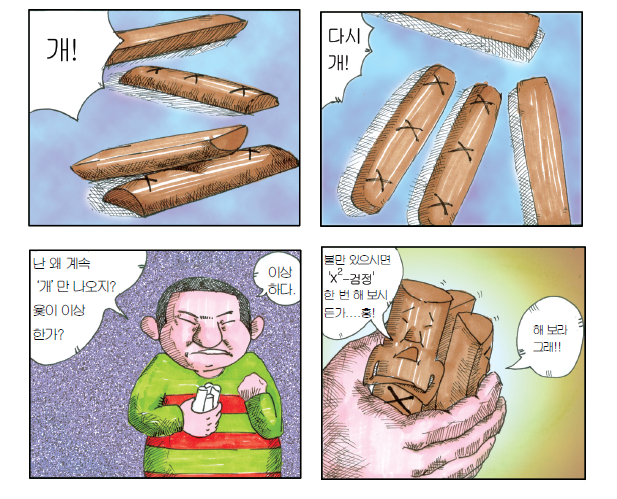 개!
다시
개!
난 왜 계속
'개' 만 나오지?
윷이 이상
한가?
이상
하다.
불만 있으시면
'X²-검정'
한 번 해 보시
든가....흥!
해 보라
그래!!